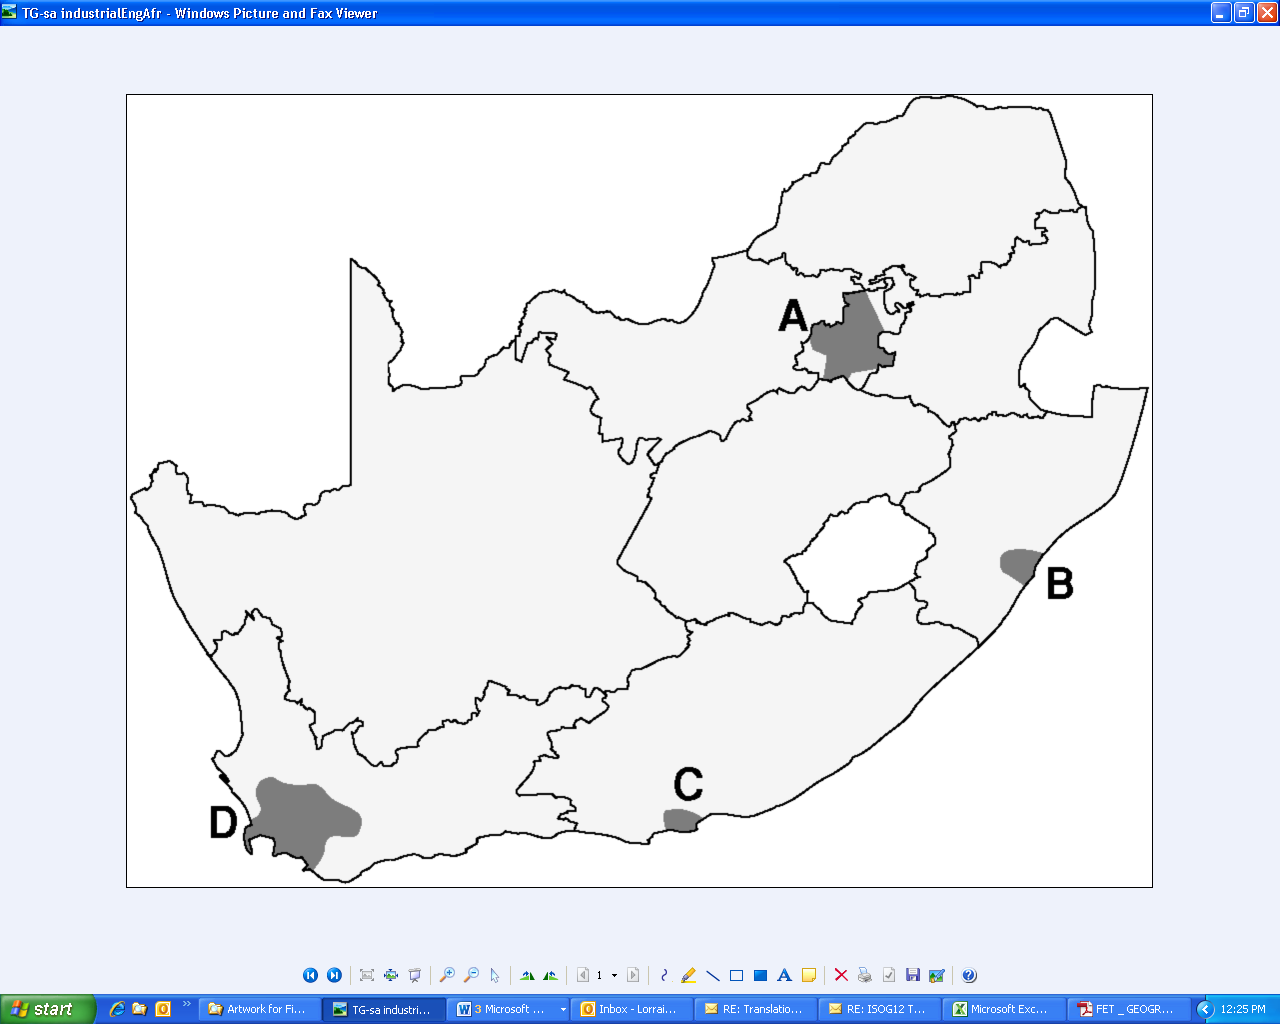 TG-sa industrialEngAfr - Windows Picture and Fax Viewer
A
B
C
D
1
start
»
Artwork for Fi...
TG-sa industri...
3 Microsoft ...
Inbox - Lorrai...
RE: Translatio...
RE: ISOG12 T...
Microsoft Exc...
FET _ GEOGR...
12:25 PM